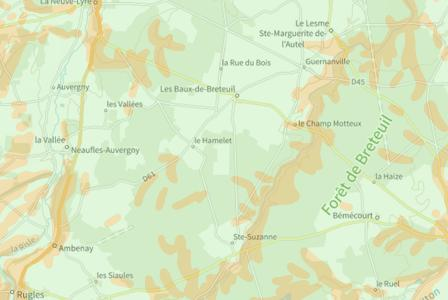 La Neuve-Lyre
Le Lesme
Ste-Marguerite de-
l'Autel
la Rue du Bois
Guernanville
D45
Auvergny
Les Baux-de-Breteuil
les Vallées
le Champ Motteux
la Vallée
Neaufles-Auvergny
le Hamelet
Forêt de Breteuil
D61
la Haize
Bémécourt
Ste-Suzanne
la Risle
Ambenay
les Siaules
le Ruel
Rugles